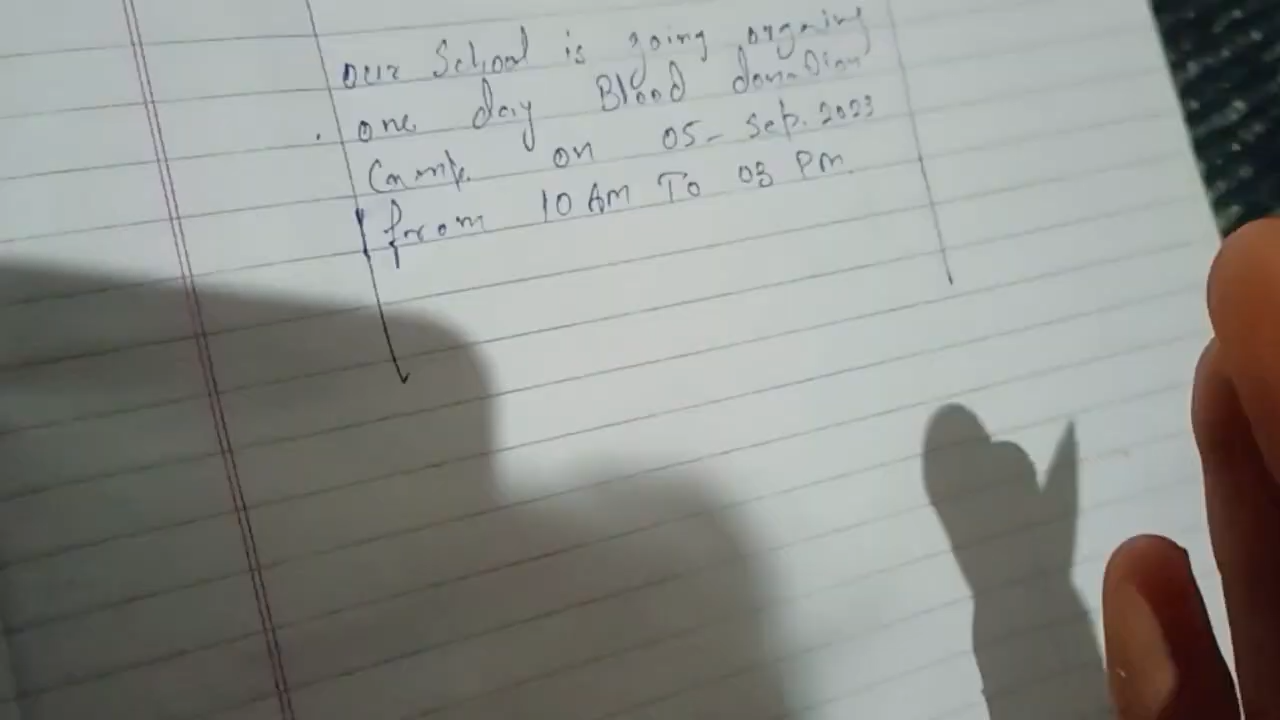 our School is going orgning
one day Blood donation
Camp. on 05- Sep. 2023
from 10 AM To 03 PM.